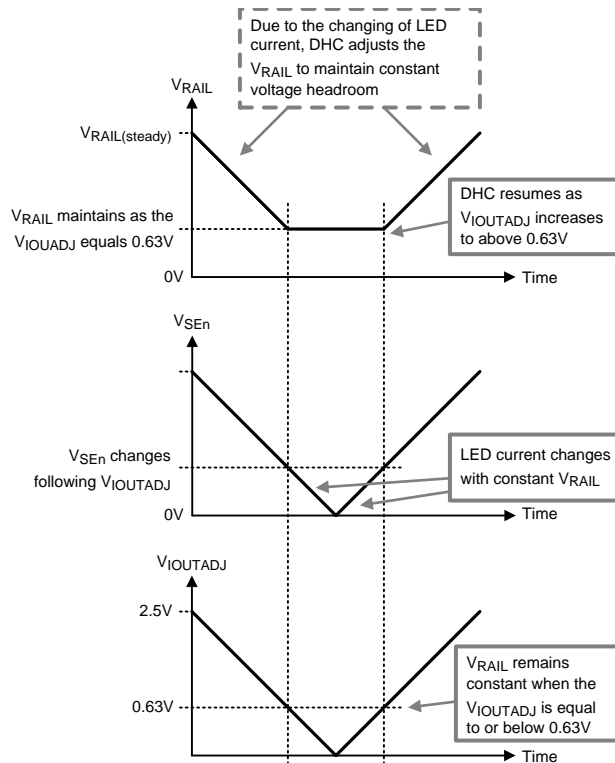 Due to the changing of LED
current, DHC adjusts the
VRAIL to maintain constant
voltage headroom
VRAIL
VRAIL(steady)
VRAIL maintains as the
VIOUADJ equals 0.63V
0V
Time
DHC resumes as
VIOUTADJ increases
to above 0.63V
VSEn
VSEn changes
following VIOUTADJ
0V
Time
LED current changes
with constant VRAIL
VIOUTADJ
2.5V
0.63V
Time
VRAIL remains
constant when the
VIOUTADJ is equal
to or below 0.63V